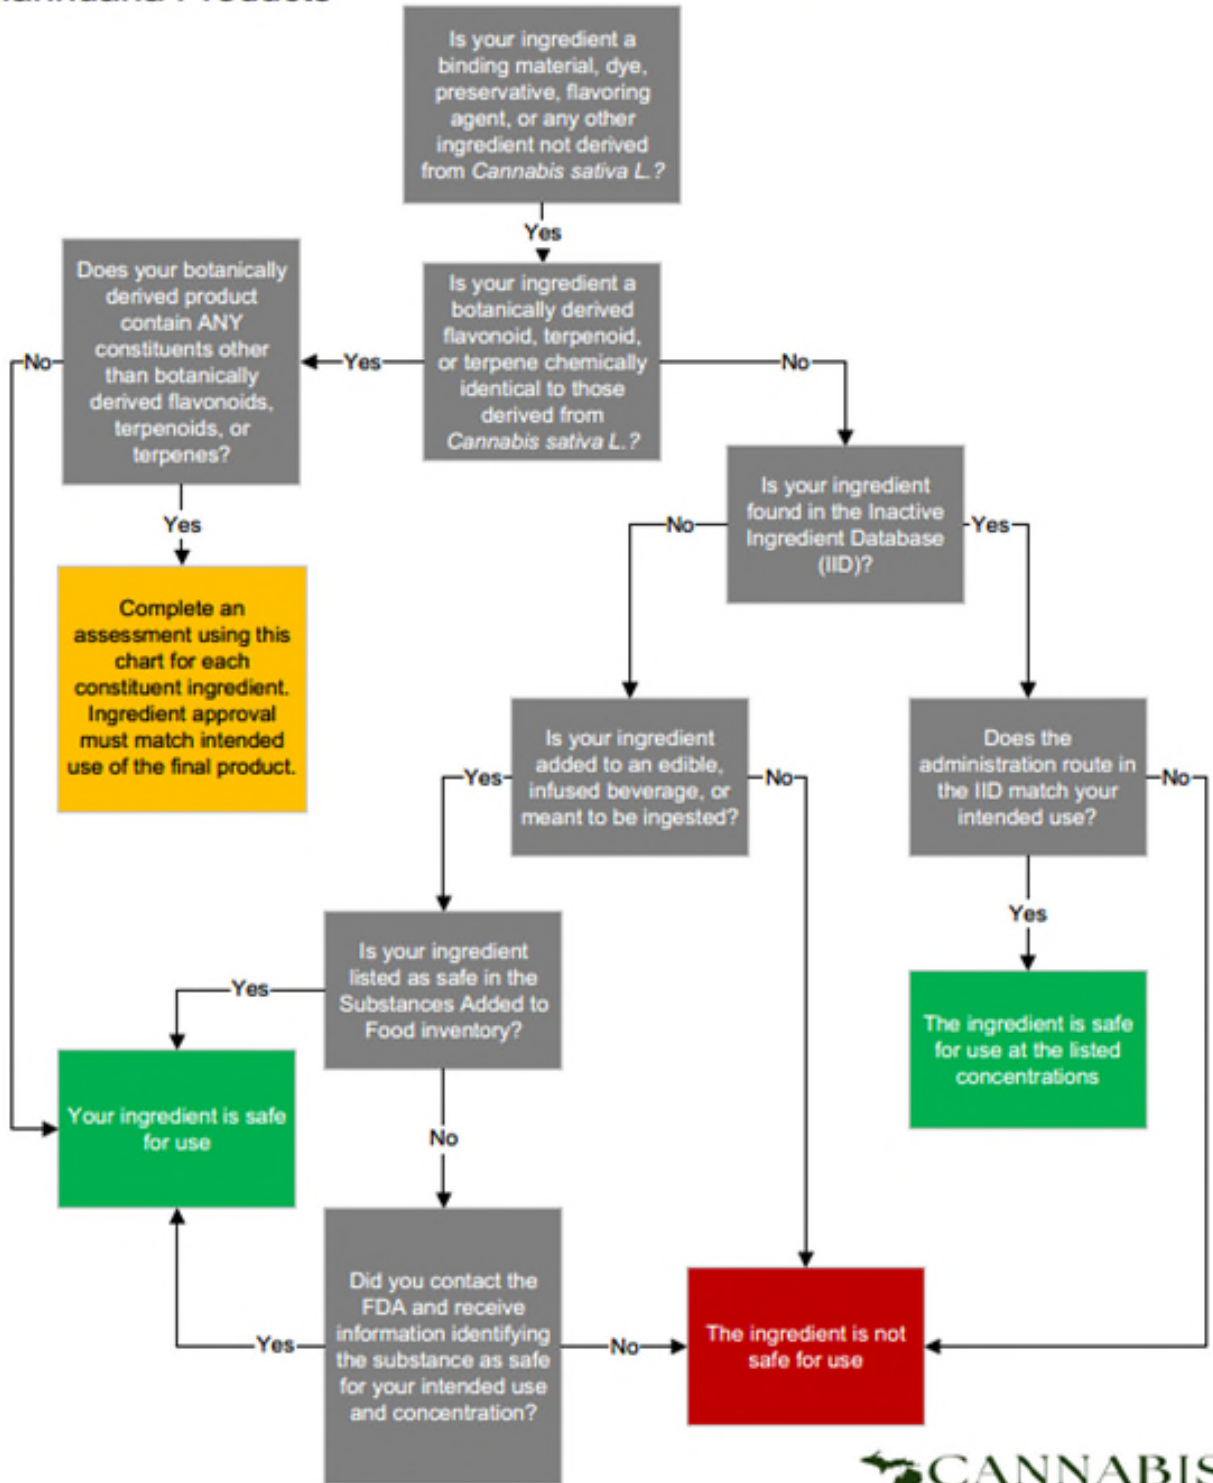 Marihuana Products
Is your ingredient a
binding material, dye,
preservative, flavoring
agent, or any other
ingredient not derived
from Cannabis sativa L.?
Yes
Does your botanically
derived product
contain ANY
constituents other
than botanically
derived flavonoids,
terpenoids, or
terpenes?
Is your ingredient a
botanically derived
flavonoid, terpenoid,
or terpene chemically
identical to those
derived from
Cannabis sativa L.?
No
Yes
No
Yes
Is your ingredient
found in the Inactive
Ingredient Database
(IID)?
No
Yes
Complete an
assessment using this
chart for each
constituent ingredient.
Ingredient approval
must match intended
use of the final product.
Is your ingredient
added to an edible,
infused beverage, or
meant to be ingested?
Does the
administration route in
the IID match your
intended use?
Yes
No
No
Yes
Is your ingredient
listed as safe in the
Substances Added to
Food inventory?
Yes
The ingredient is safe
for use at the listed
concentrations
Your ingredient is safe
for use
No
Did you contact the
FDA and receive
information identifying
the substance as safe
for your intended use
and concentration?
Yes
No
The ingredient is not
safe for use
CANNABIS